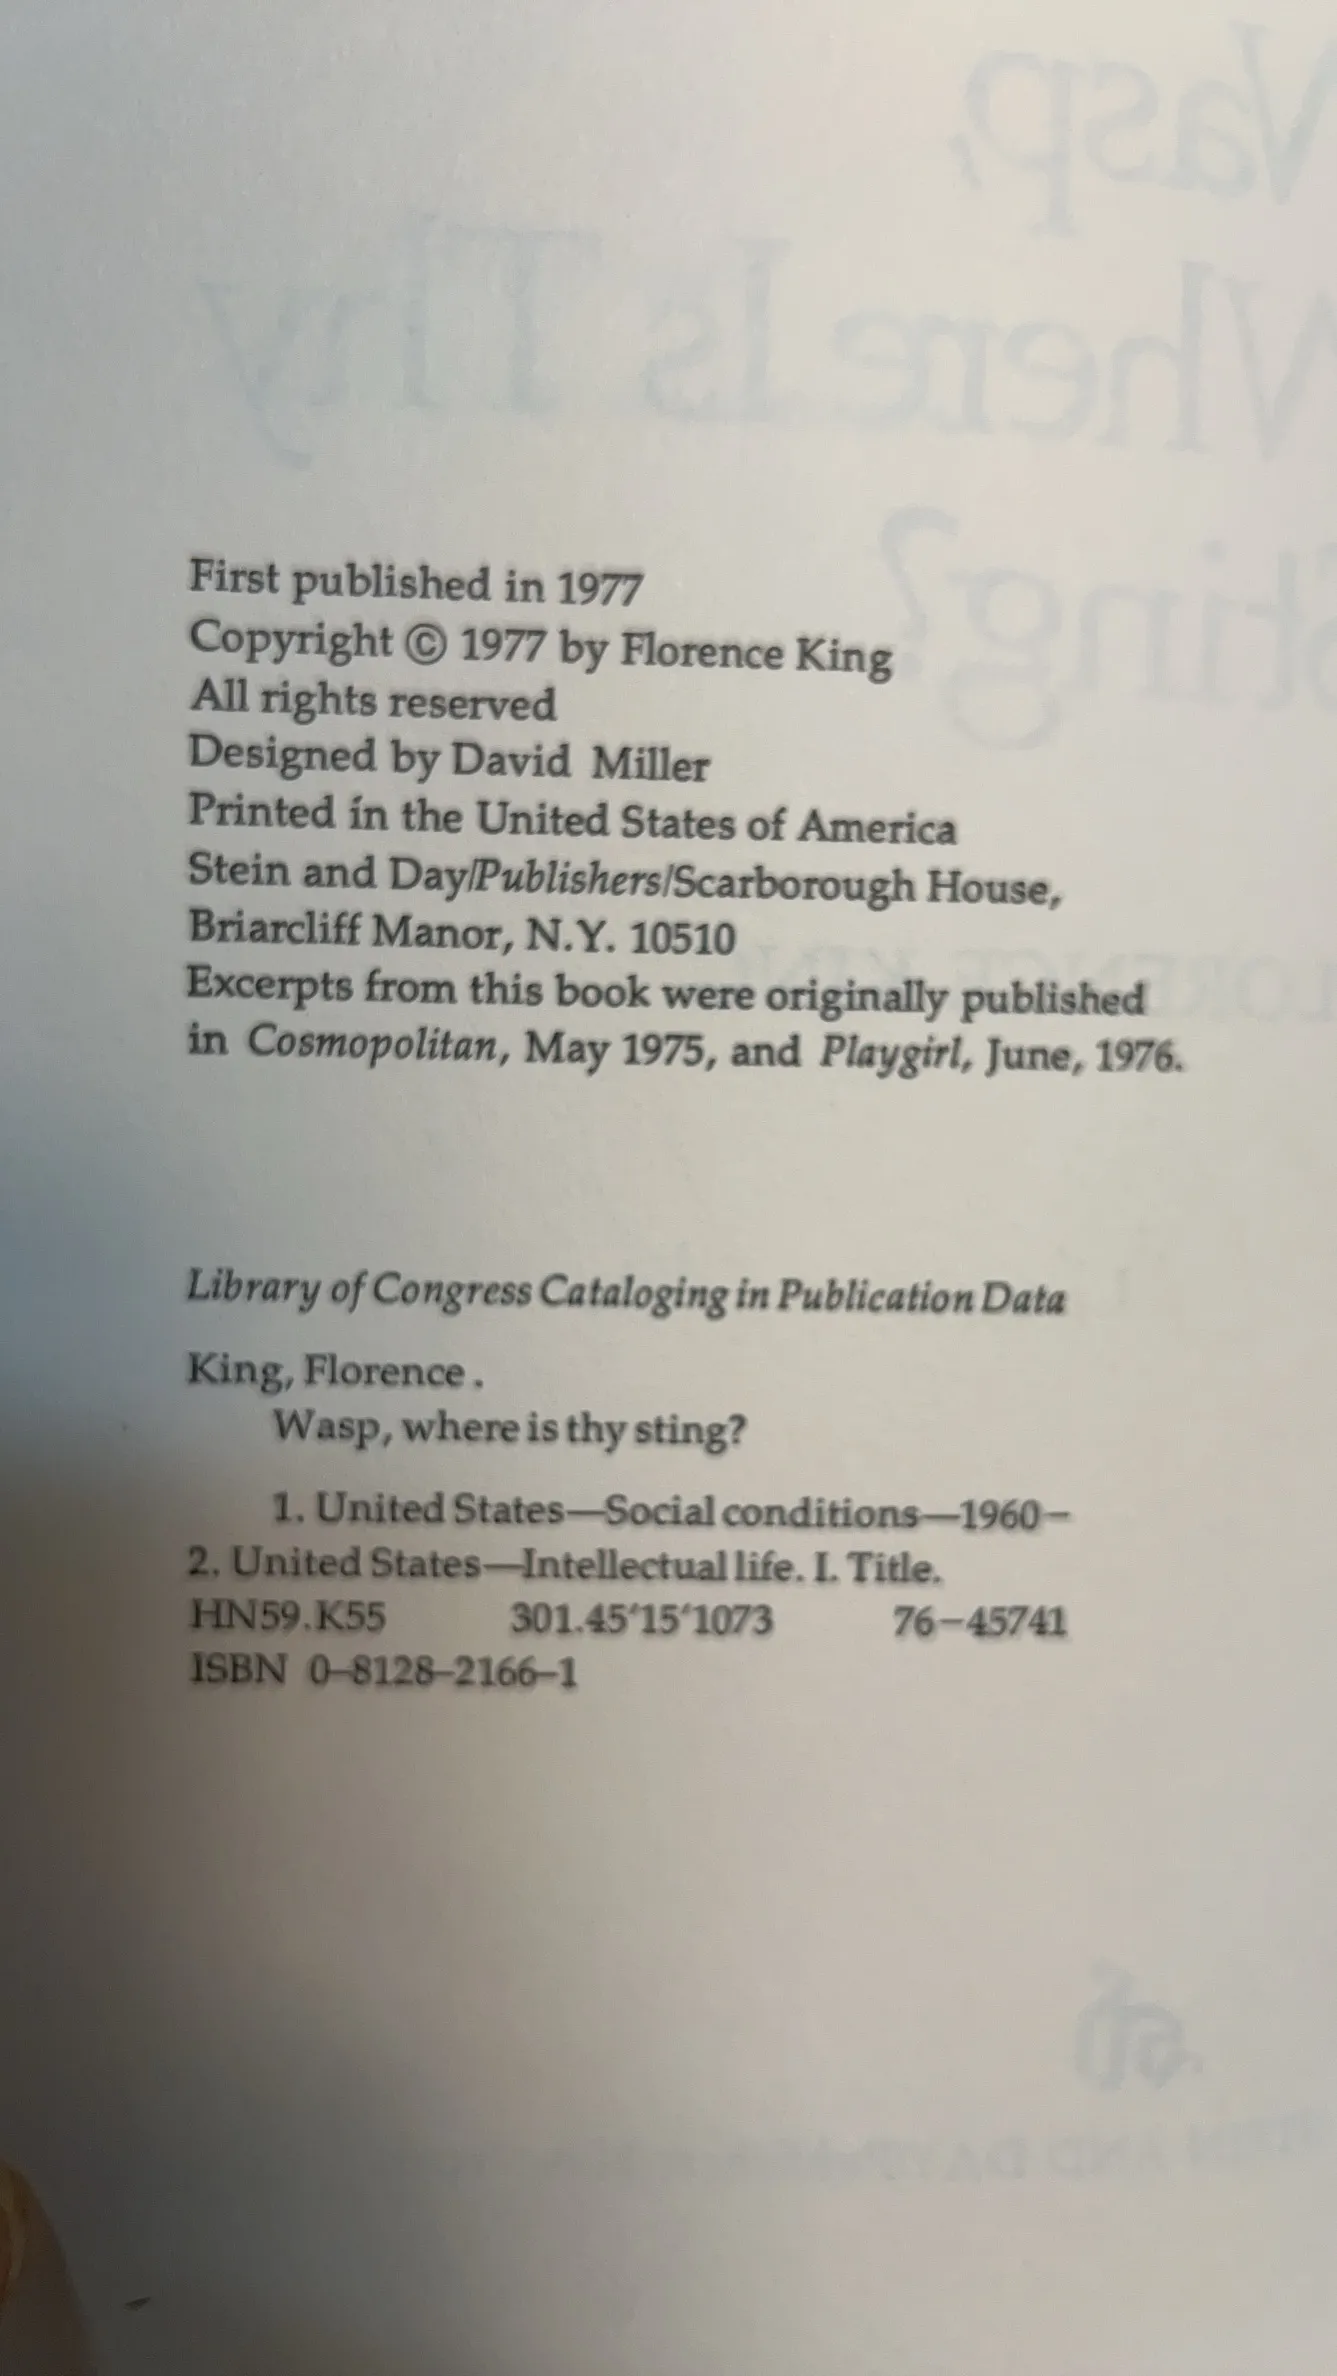 First published in 1977
Copyright © 1977 by Florence King
All rights reserved
Designed by David Miller
Printed in the United States of America
Stein and Day/Publishers/Scarborough House,
Briarcliff Manor, N.Y. 10510
Excerpts from this book were originally published
in Cosmopolitan, May 1975, and Playgirl, June, 1976.
Library of Congress Cataloging in Publication Data
King, Florence .
Wasp, where is thy sting?
1. United States—Social conditions—1960–
2. United States—Intellectual life. I. Title.
HN59.K55 301.45'15'1073 76–45741
ISBN 0–8128–2166–1